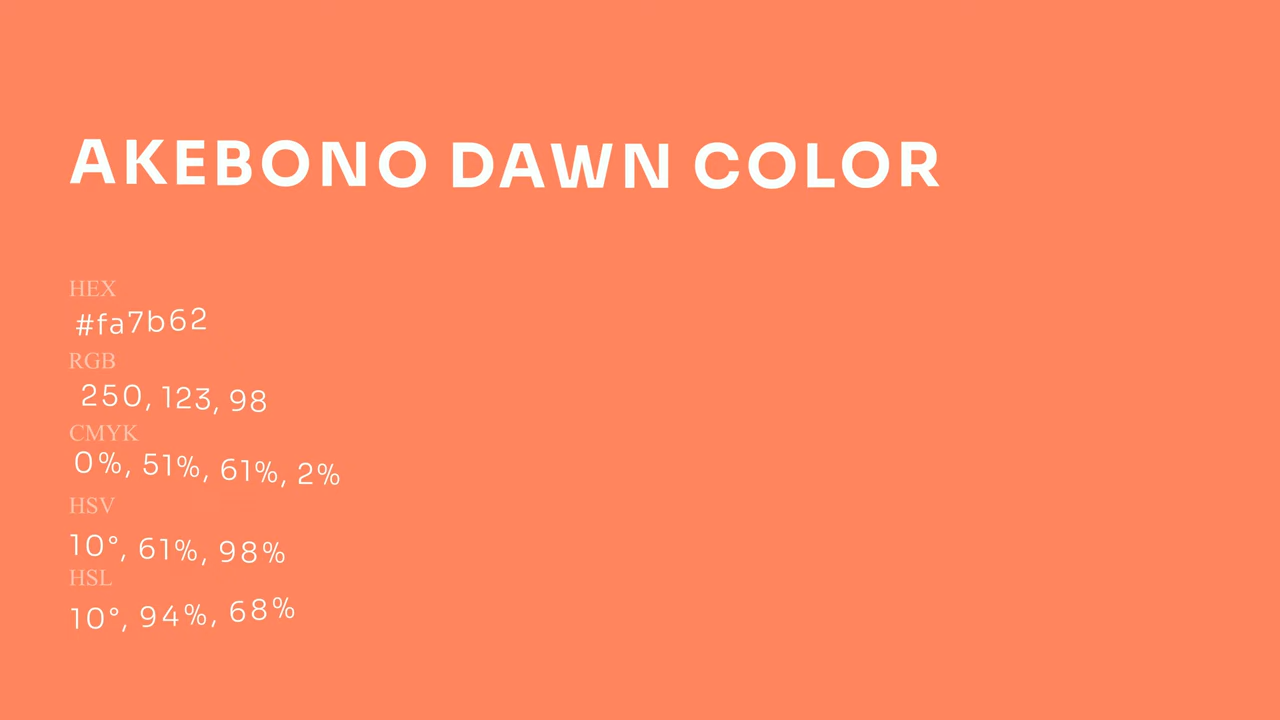 AKEBONO DAWN COLOR
HEX
#fa7b62
RGB
250, 123, 98
CMYK
0%, 51%, 61%, 2%
HSV
10°, 61%, 98%
HSL
10°, 94%, 68%